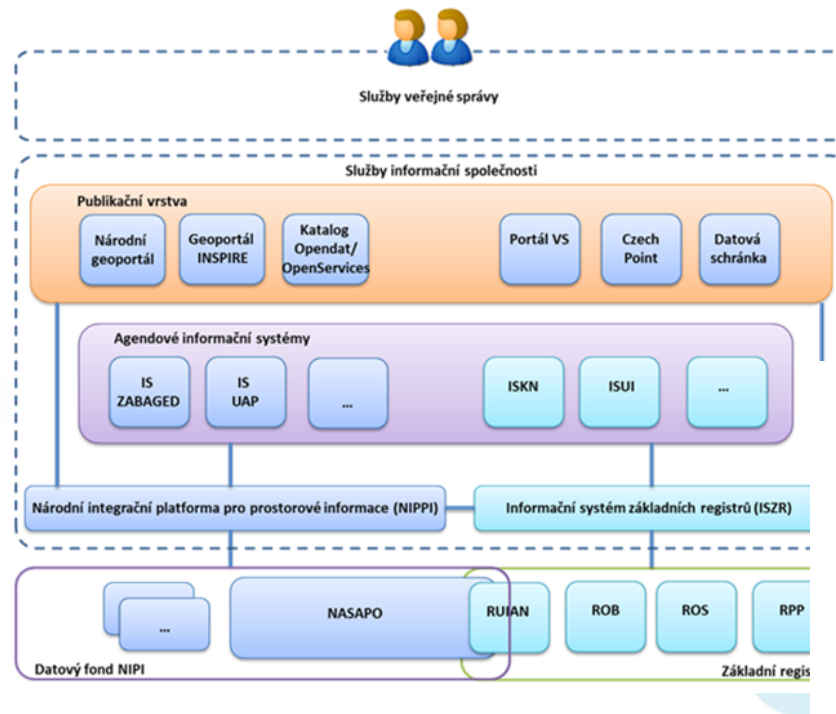 Služby veřejné správy
Služby informační společnosti
Publikační vrstva
Národní
geoportál
Geoportál
INSPIRE
Katalog
Opendat/
OpenServices
Portál VS
Czech
Point
Datová
schránka
Agendové informační systémy
IS
ZABAGED
IS
UAP
...
ISKN
ISUI
...
Národní integrační platforma pro prostorové informace (NIPPI)
Informační systém základních registrů (ISZR)
...
NASAPO
RUIAN
ROB
ROS
RPP
Datový fond NIPI
Základní regis